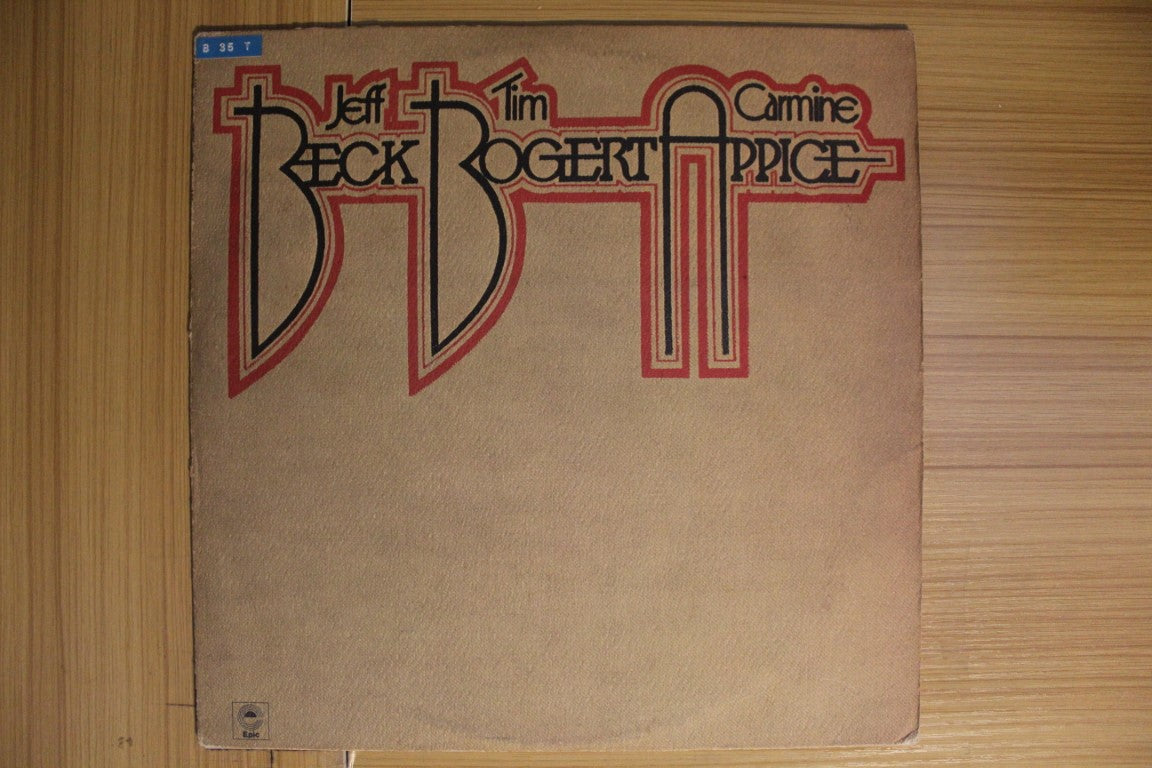 B 35 T
Jeff Tim Carmine
BECK BOGERT APPICE
Epic